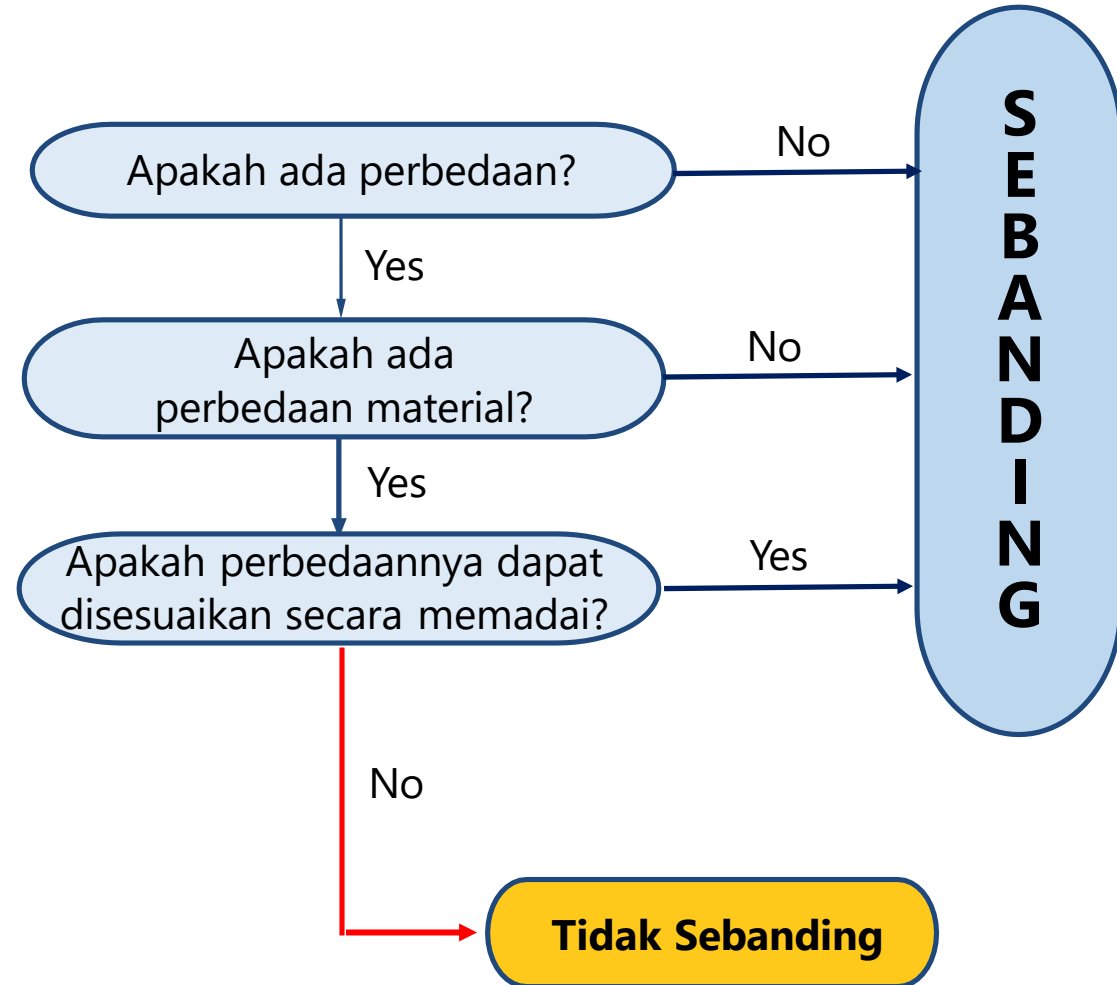 Apakah ada perbedaan?
No
Yes
Apakah ada
perbedaan material?
No
Yes
Apakah perbedaannya dapat
disesuaikan secara memadai?
Yes
No
Tidak Sebanding
S
E
B
A
N
D
I
N
G